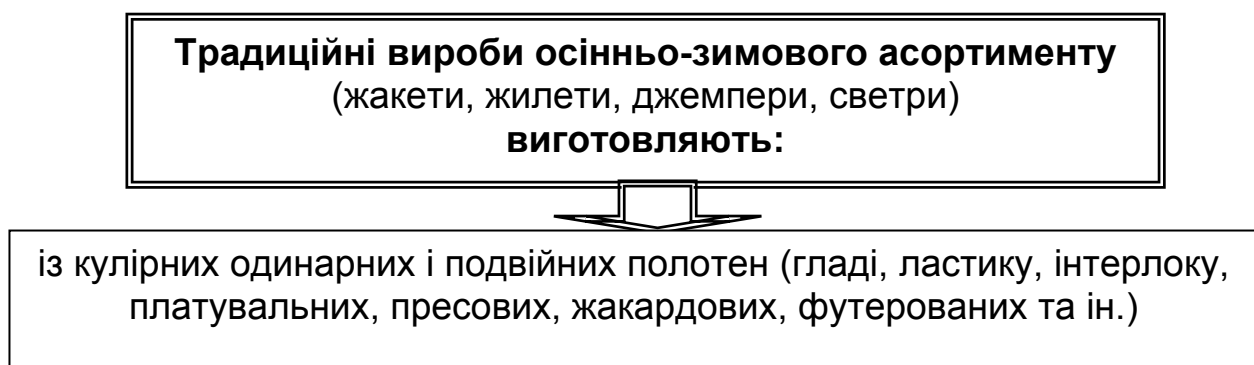 Традиційні вироби осінньо-зимового асортименту
(жакети, жилети, джемпери, светри)
виготовляють:
із кулірних одинарних і подвійних полотен (гладі, ластику, інтерлоку,
платувальних, пресових, жакардових, футерованих та ін.)